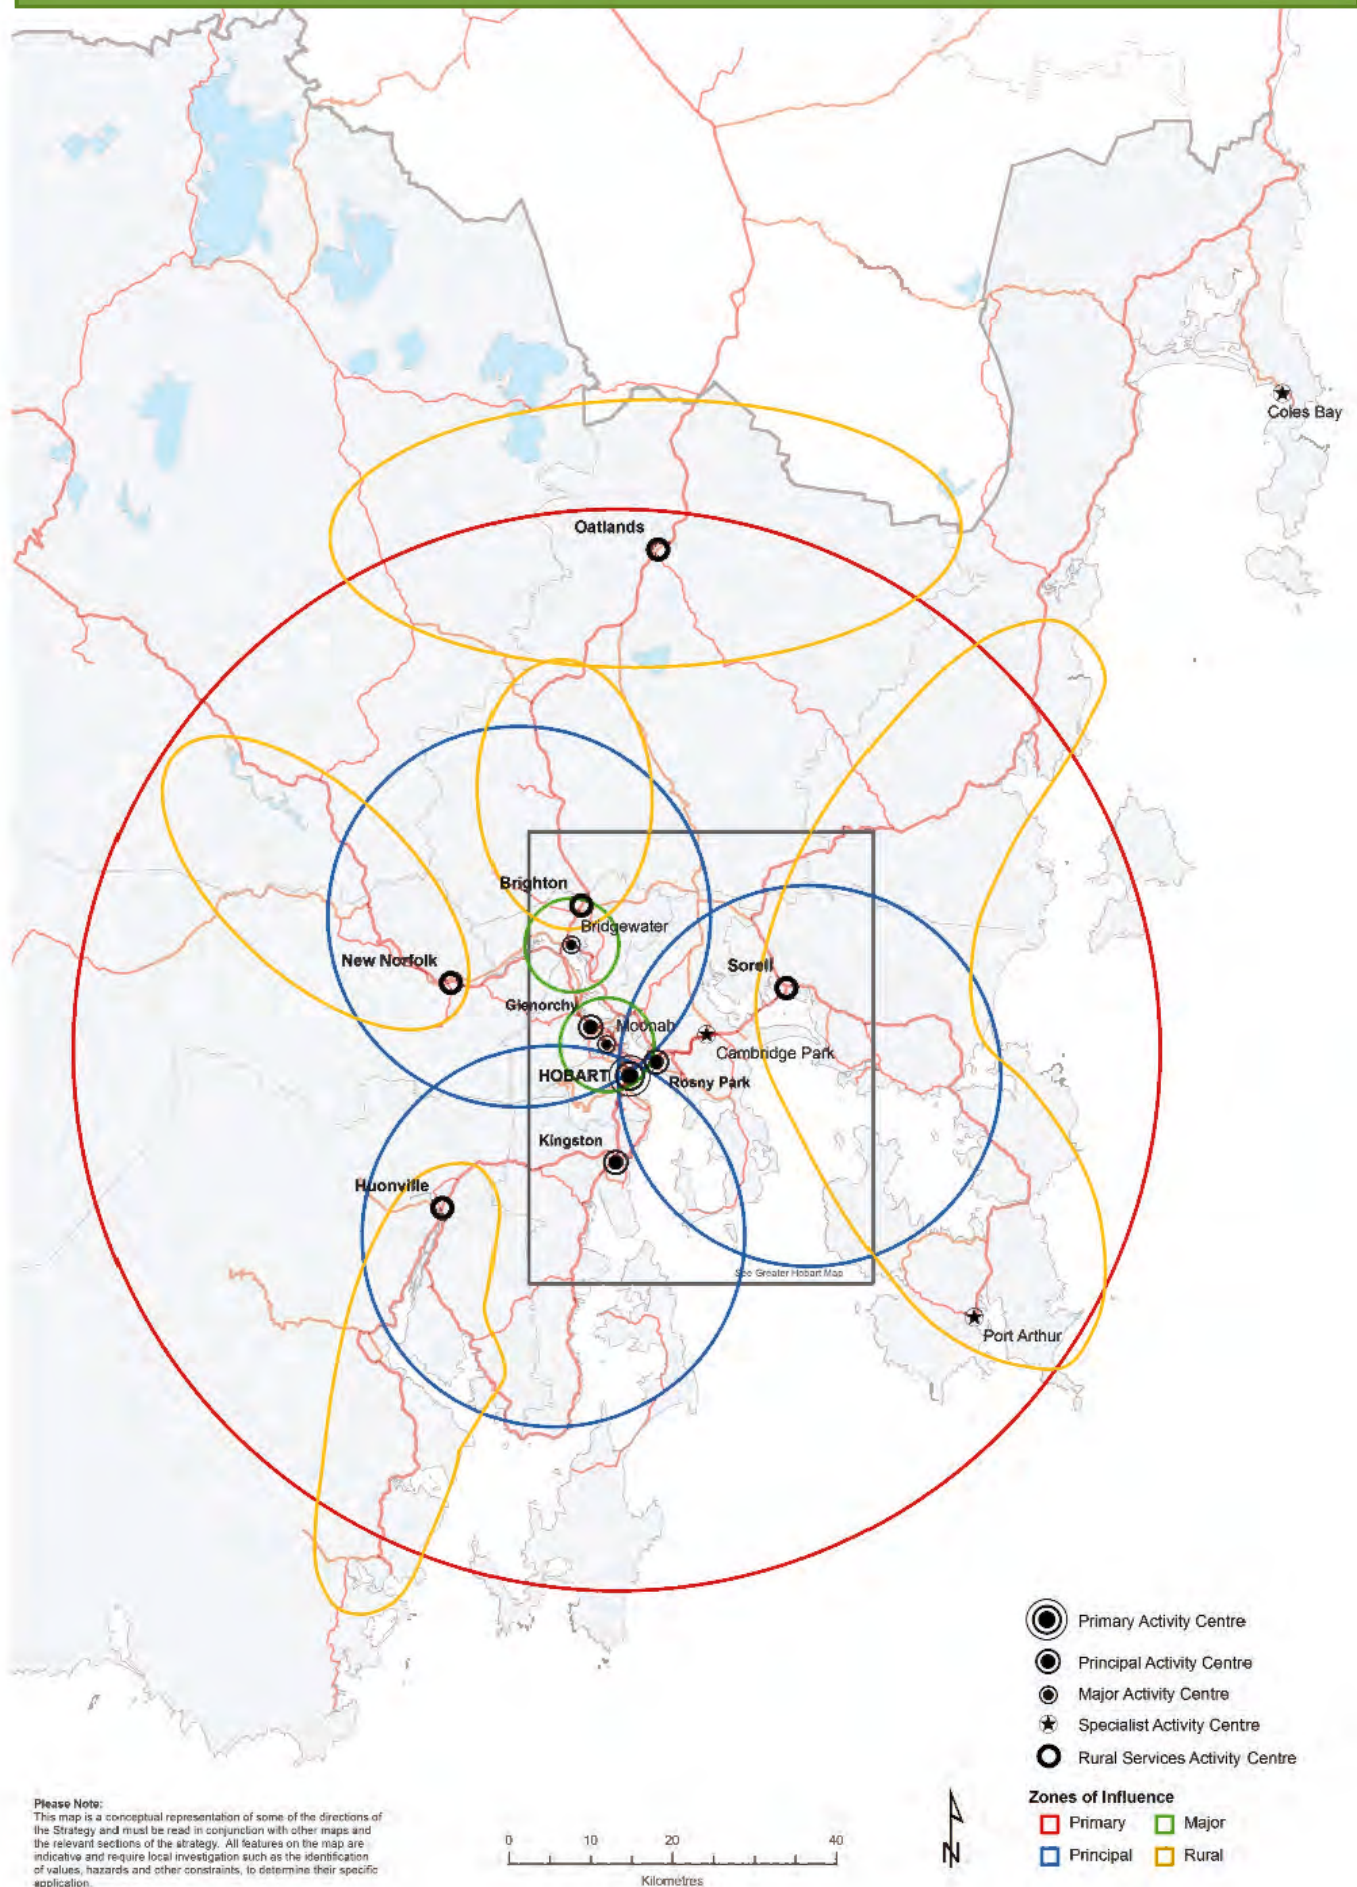 Coles Bay
Oatlands
Brighton
Bridgewater
New Norfolk
Sorell
Glenorchy
Moonah
Cambridge Park
HOBART
Rosny Park
Kingston
Huonville
See Greater Hobart Map
Port Arthur
Primary Activity Centre
Principal Activity Centre
Major Activity Centre
Specialist Activity Centre
Rural Services Activity Centre
Zones of Influence
Primary
Major
Principal
Rural
Please Note:
This map is a conceptual representation of some of the directions of
the Strategy and must be read in conjunction with other maps and
the relevant sections of the strategy. All features on the map are
indicative and require local investigation such as the identification
of values, hazards and other constraints, to determine their specific
application.
0 10 20 40
Kilometres
N